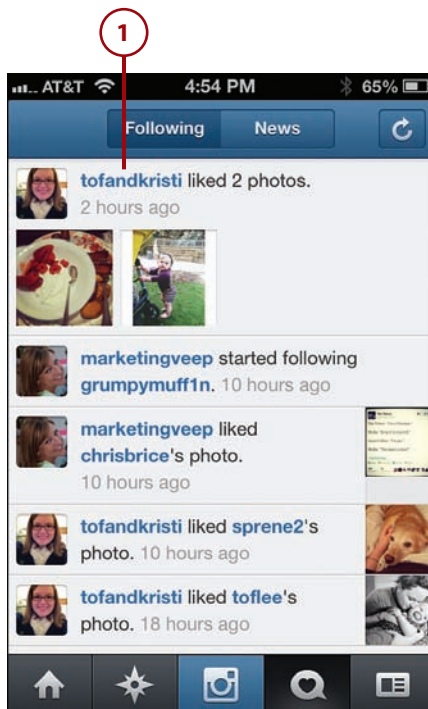 1
AT&T 4:54 PM 65%
Following News
tofandkristi liked 2 photos.
2 hours ago
marketingveep started following
grumpymuff1n. 10 hours ago
marketingveep liked
chrisbrice's photo.
10 hours ago
tofandkristi liked sprene2's
photo. 10 hours ago
tofandkristi liked toflee's
photo. 18 hours ago